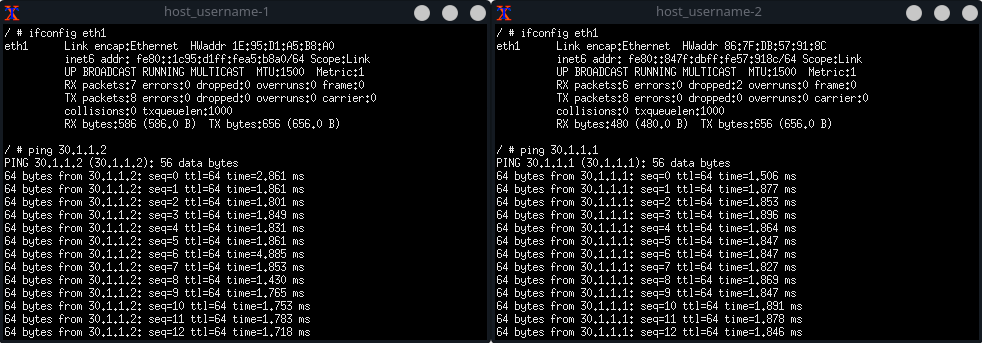 host_username-1
/ # ifconfig eth1
eth1 Link encap:Ethernet HWaddr 1E:95:D1:A5:B8:A0
inet6 addr: fe80::1c95:d1ff:fea5:b8a0/64 Scope:Link
UP BROADCAST RUNNING MULTICAST MTU:1500 Metric:1
RX packets:7 errors:0 dropped:0 overruns:0 frame:0
TX packets:8 errors:0 dropped:0 overruns:0 carrier:0
collisions:0 txqueuelen:1000
RX bytes:586 (586.0 B) TX bytes:656 (656.0 B)
/ # ping 30.1.1.2
PING 30.1.1.2 (30.1.1.2): 56 data bytes
64 bytes from 30.1.1.2: seq=0 ttl=64 time=2.861 ms
64 bytes from 30.1.1.2: seq=1 ttl=64 time=1.861 ms
64 bytes from 30.1.1.2: seq=2 ttl=64 time=1.801 ms
64 bytes from 30.1.1.2: seq=3 ttl=64 time=1.849 ms
64 bytes from 30.1.1.2: seq=4 ttl=64 time=1.831 ms
64 bytes from 30.1.1.2: seq=5 ttl=64 time=1.861 ms
64 bytes from 30.1.1.2: seq=6 ttl=64 time=4.885 ms
64 bytes from 30.1.1.2: seq=7 ttl=64 time=1.853 ms
64 bytes from 30.1.1.2: seq=8 ttl=64 time=1.430 ms
64 bytes from 30.1.1.2: seq=9 ttl=64 time=1.765 ms
64 bytes from 30.1.1.2: seq=10 ttl=64 time=1.753 ms
64 bytes from 30.1.1.2: seq=11 ttl=64 time=1.783 ms
64 bytes from 30.1.1.2: seq=12 ttl=64 time=1.718 ms
host_username-2
/ # ifconfig eth1
eth1 Link encap:Ethernet HWaddr 86:7F:DB:57:91:8C
inet6 addr: fe80::847f:dbff:fe57:918c/64 Scope:Link
UP BROADCAST RUNNING MULTICAST MTU:1500 Metric:1
RX packets:6 errors:0 dropped:2 overruns:0 frame:0
TX packets:8 errors:0 dropped:0 overruns:0 carrier:0
collisions:0 txqueuelen:1000
RX bytes:480 (480.0 B) TX bytes:656 (656.0 B)
/ # ping 30.1.1.1
PING 30.1.1.1 (30.1.1.1): 56 data bytes
64 bytes from 30.1.1.1: seq=0 ttl=64 time=1.506 ms
64 bytes from 30.1.1.1: seq=1 ttl=64 time=1.877 ms
64 bytes from 30.1.1.1: seq=2 ttl=64 time=1.853 ms
64 bytes from 30.1.1.1: seq=3 ttl=64 time=1.896 ms
64 bytes from 30.1.1.1: seq=4 ttl=64 time=1.864 ms
64 bytes from 30.1.1.1: seq=5 ttl=64 time=1.847 ms
64 bytes from 30.1.1.1: seq=6 ttl=64 time=1.847 ms
64 bytes from 30.1.1.1: seq=7 ttl=64 time=1.827 ms
64 bytes from 30.1.1.1: seq=8 ttl=64 time=1.869 ms
64 bytes from 30.1.1.1: seq=9 ttl=64 time=1.847 ms
64 bytes from 30.1.1.1: seq=10 ttl=64 time=1.891 ms
64 bytes from 30.1.1.1: seq=11 ttl=64 time=1.878 ms
64 bytes from 30.1.1.1: seq=12 ttl=64 time=1.846 ms